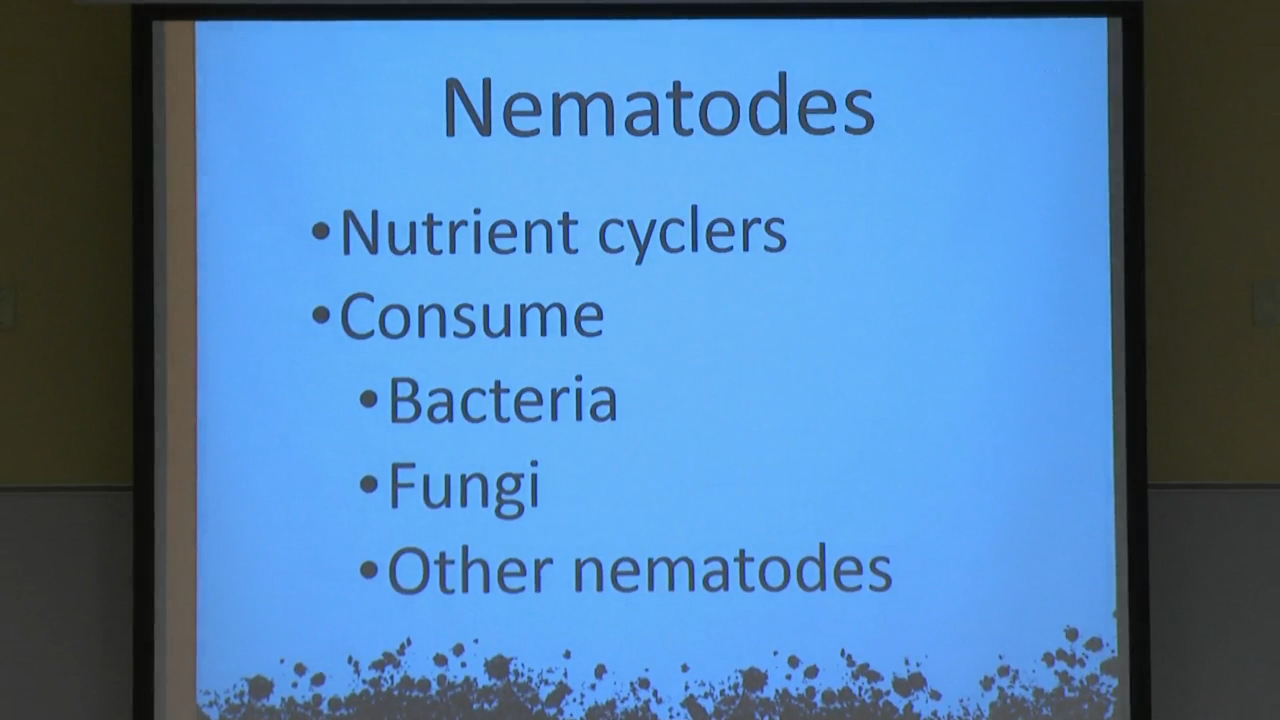 Nematodes
•Nutrient cyclers
•Consume
•Bacteria
•Fungi
•Other nematodes